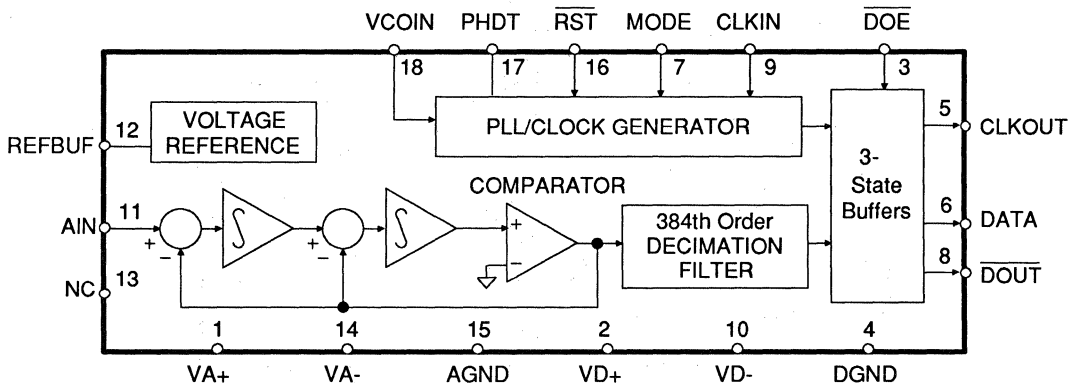 VCOIN PHDT RST MODE CLKIN DOE
18 17 16 7 9 3
VOLTAGE
REFERENCE
12
REFBUF
PLL/CLOCK GENERATOR
5
CLKOUT
3-
State
Buffers
COMPARATOR
AIN
11
+
−
∫
+
−
∫
+
−
384th Order
DECIMATION
FILTER
6
DATA
8
DOUT
13
NC
1 14 15 2 10 4
VA+ VA- AGND VD+ VD- DGND